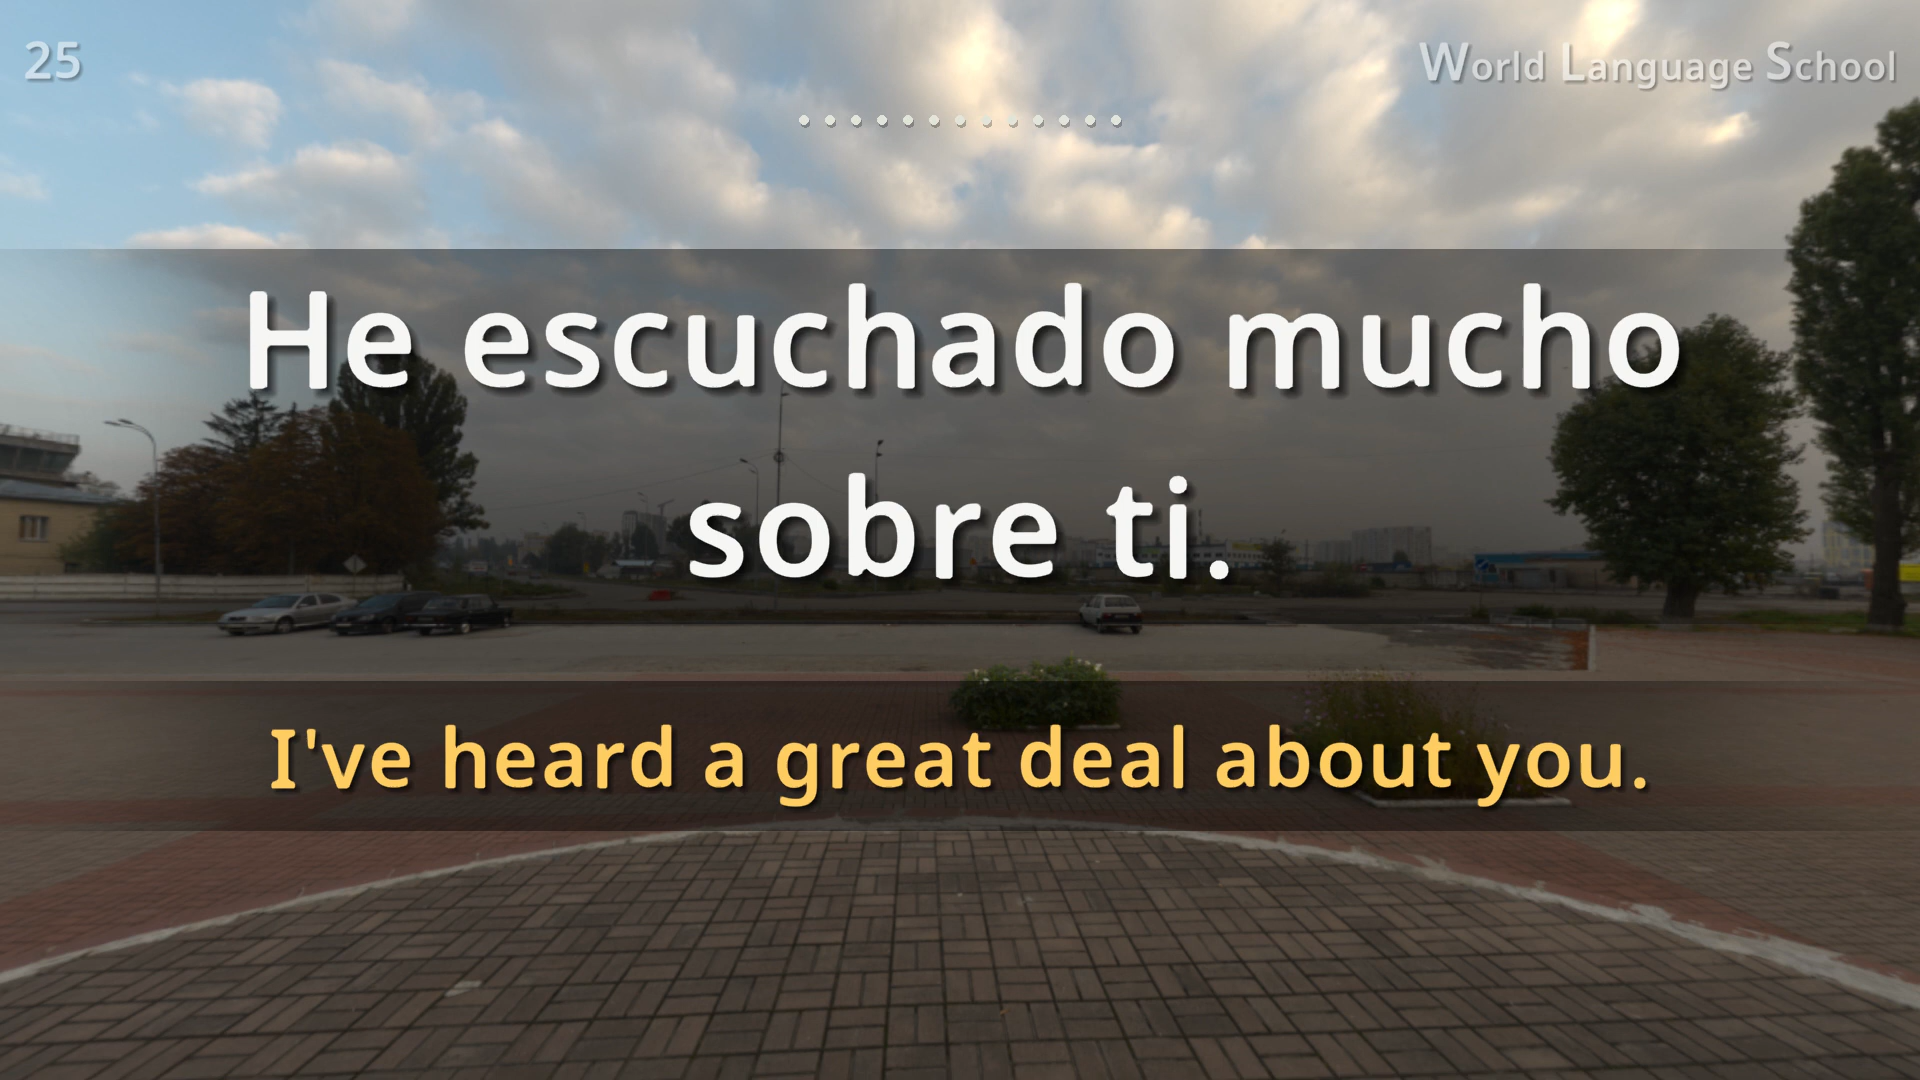 25
World Language School
He escuchado mucho
sobre ti.
I've heard a great deal about you.